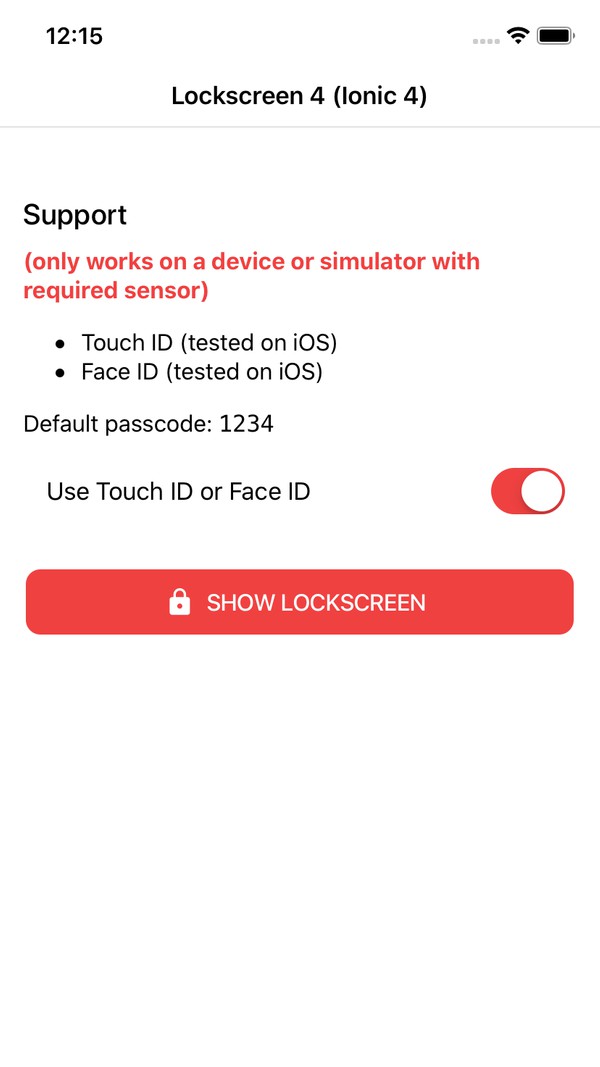 12:15
Lockscreen 4 (Ionic 4)
Support
(only works on a device or simulator with
required sensor)
Touch ID (tested on iOS)
Face ID (tested on iOS)
Default passcode: 1234
Use Touch ID or Face ID
SHOW LOCKSCREEN